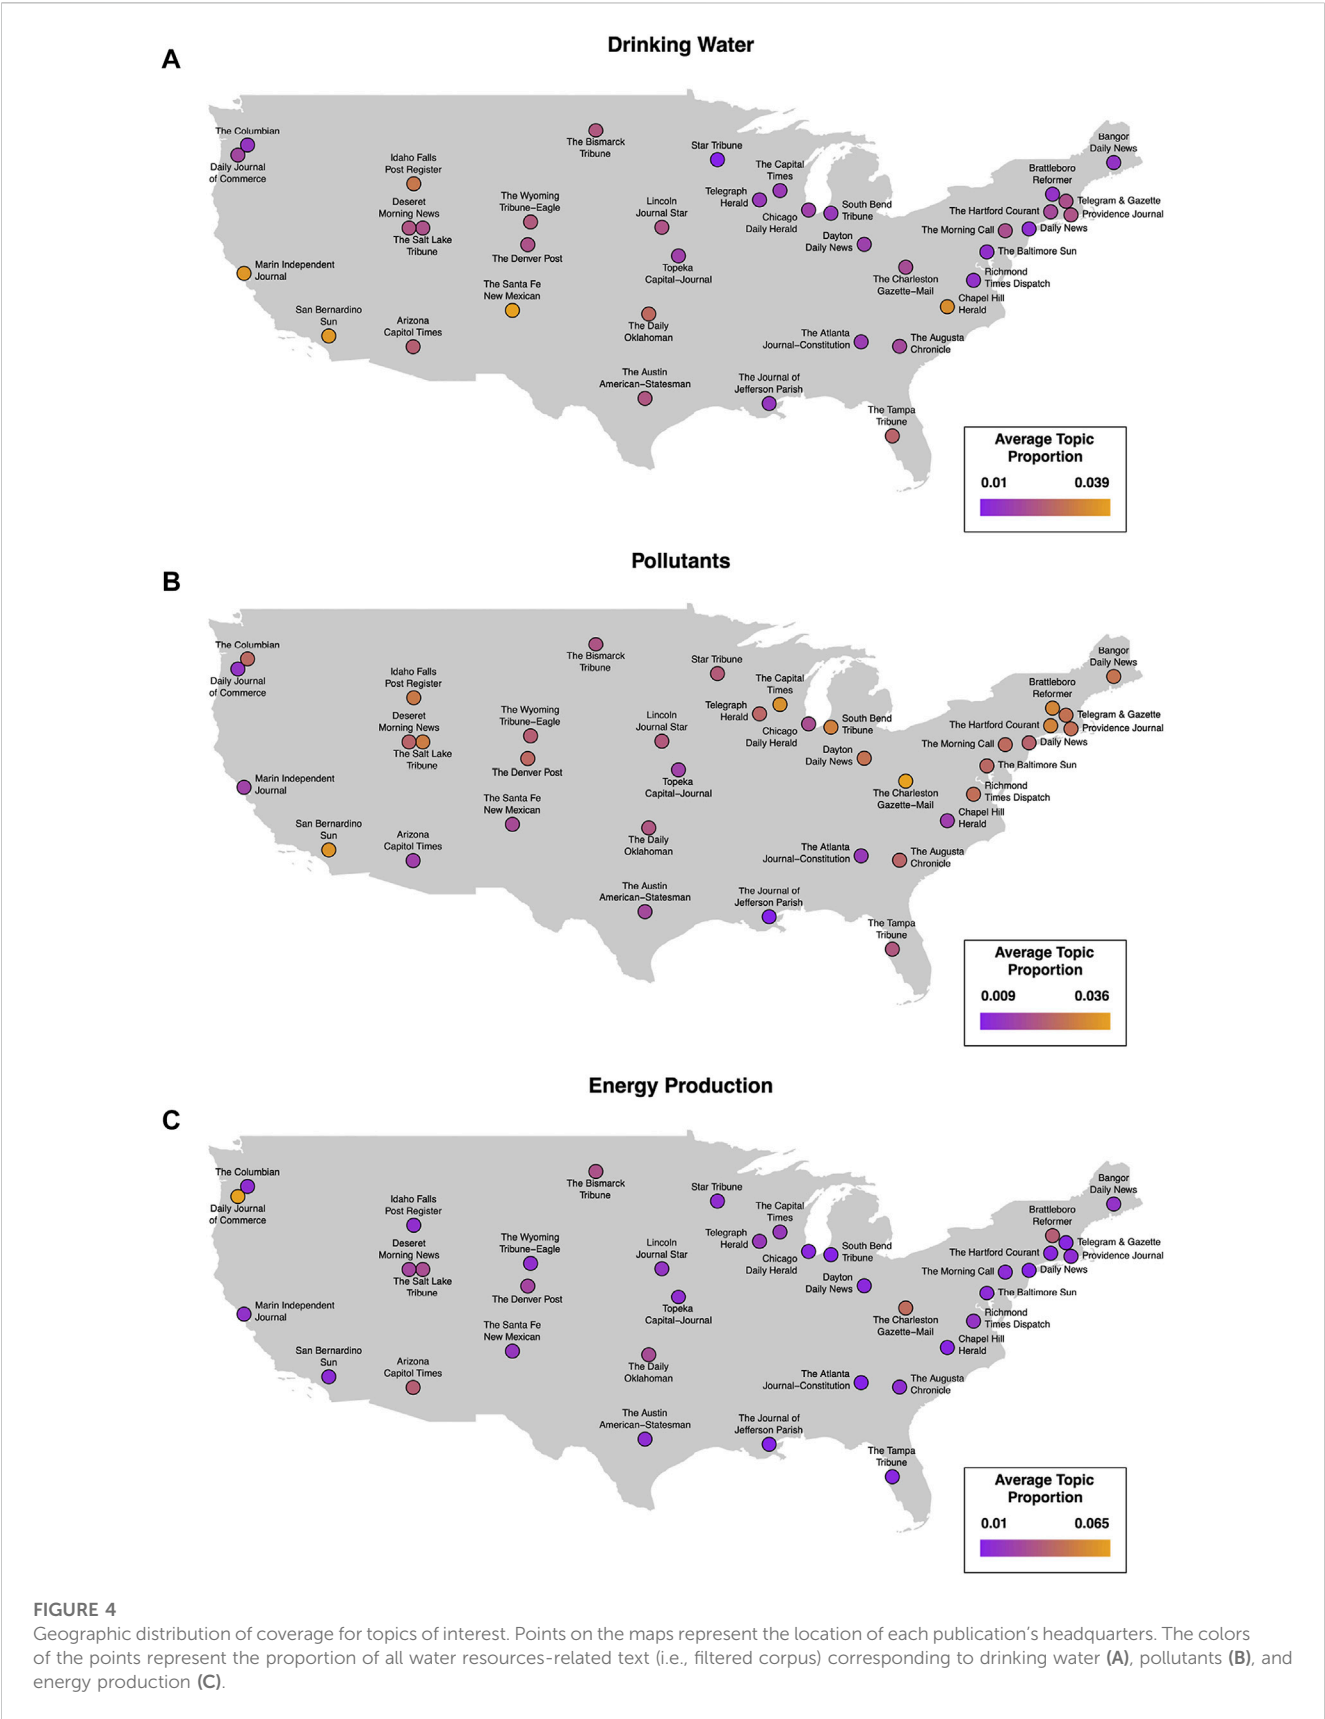 Drinking Water
A
The Columbian
Daily Journal
of Commerce
Idaho Falls
Post Register
Deseret
Morning News
The Salt Lake
Tribune
Marin Independent
Journal
San Bernardino
Sun
Arizona
Capitol Times
The Bismarck
Tribune
The Wyoming
Tribune–Eagle
The Denver Post
The Santa Fe
New Mexican
Lincoln
Journal Star
Topeka
Capital–Journal
The Daily
Oklahoman
The Austin
American–Statesman
Star Tribune
The Capital
Times
Telegraph
Herald
Chicago
Daily Herald
South Bend
Tribune
Dayton
Daily News
The Charleston
Gazette–Mail
The Atlanta
Journal–Constitution
The Augusta
Chronicle
The Journal of
Jefferson Parish
The Tampa
Tribune
Bangor
Daily News
Brattleboro
Reformer
Telegram & Gazette
The Hartford Courant
Providence Journal
The Morning Call
Daily News
The Baltimore Sun
Richmond
Times Dispatch
Chapel Hill
Herald
Average Topic
Proportion
0.01 0.039
Pollutants
B
The Columbian
Daily Journal
of Commerce
Idaho Falls
Post Register
Deseret
Morning News
The Salt Lake
Tribune
Marin Independent
Journal
San Bernardino
Sun
Arizona
Capitol Times
The Bismarck
Tribune
The Wyoming
Tribune–Eagle
The Denver Post
The Santa Fe
New Mexican
Lincoln
Journal Star
Topeka
Capital–Journal
The Daily
Oklahoman
The Austin
American–Statesman
Star Tribune
The Capital
Times
Telegraph
Herald
Chicago
Daily Herald
South Bend
Tribune
Dayton
Daily News
The Charleston
Gazette–Mail
The Atlanta
Journal–Constitution
The Augusta
Chronicle
The Journal of
Jefferson Parish
The Tampa
Tribune
Bangor
Daily News
Brattleboro
Reformer
Telegram & Gazette
The Hartford Courant
Providence Journal
The Morning Call
Daily News
The Baltimore Sun
Richmond
Times Dispatch
Chapel Hill
Herald
Average Topic
Proportion
0.009 0.036
Energy Production
C
The Columbian
Daily Journal
of Commerce
Idaho Falls
Post Register
Deseret
Morning News
The Salt Lake
Tribune
Marin Independent
Journal
San Bernardino
Sun
Arizona
Capitol Times
The Bismarck
Tribune
The Wyoming
Tribune–Eagle
The Denver Post
The Santa Fe
New Mexican
Lincoln
Journal Star
Topeka
Capital–Journal
The Daily
Oklahoman
The Austin
American–Statesman
Star Tribune
The Capital
Times
Telegraph
Herald
Chicago
Daily Herald
South Bend
Tribune
Dayton
Daily News
The Charleston
Gazette–Mail
The Atlanta
Journal–Constitution
The Augusta
Chronicle
The Journal of
Jefferson Parish
The Tampa
Tribune
Bangor
Daily News
Brattleboro
Reformer
Telegram & Gazette
The Hartford Courant
Providence Journal
The Morning Call
Daily News
The Baltimore Sun
Richmond
Times Dispatch
Chapel Hill
Herald
Average Topic
Proportion
0.01 0.065
FIGURE 4
Geographic distribution of coverage for topics of interest. Points on the maps represent the location of each publication's headquarters. The colors
of the points represent the proportion of all water resources-related text (i.e., filtered corpus) corresponding to drinking water (A), pollutants (B), and
energy production (C).